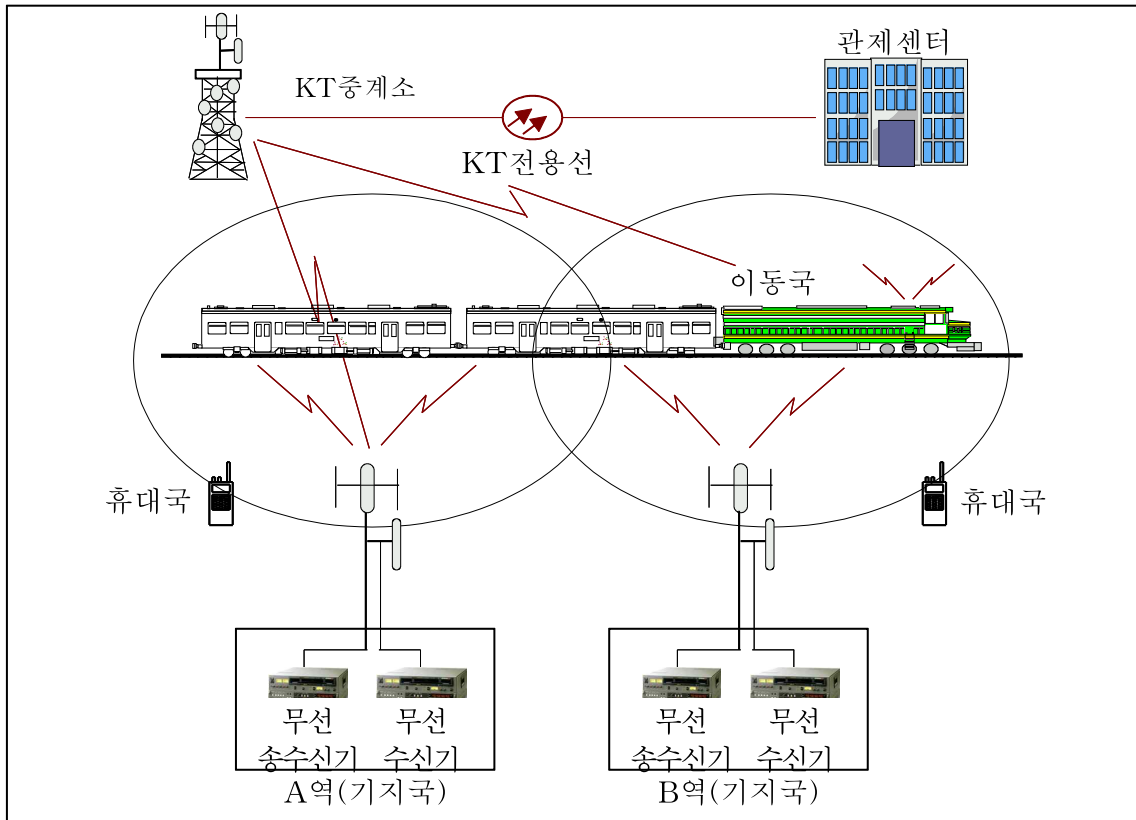 관제센터
KT중계소
KT전용선
이동국
휴대국
휴대국
무선
송수신기
무선
수신기
무선
송수신기
무선
수신기
A역(기지국)
B역(기지국)